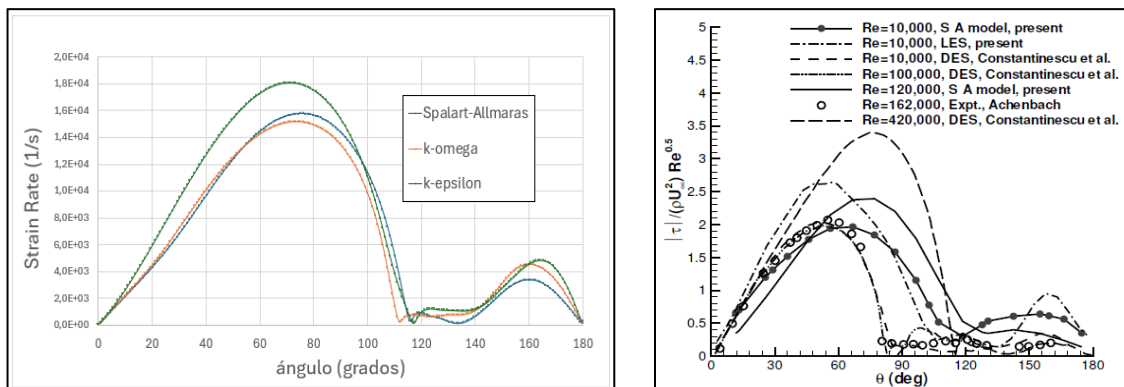 2,0E+04
1,8E+04
1,6E+04
1,4E+04
1,2E+04
1,0E+04
8,0E+03
6,0E+03
4,0E+03
2,0E+03
0,0E+00
Strain Rate (1/s)
0 20 40 60 80 100 120 140 160 180
ángulo (grados)
Spalart-Allmaras
k-omega
k-epsilon
5
4.5
4
3.5
3
2.5
2
1.5
1
0.5
0
|τ|/(ρU²∞) Re^0.5
Re=10,000, S A model, present
Re=10,000, LES, present
Re=10,000, DES, Constantinescu et al.
Re=100,000, DES, Constantinescu et al.
Re=120,000, S A model, present
Re=162,000, Expt., Achenbach
Re=420,000, DES, Constantinescu et al.
0 30 60 90 120 150 180
θ (deg)